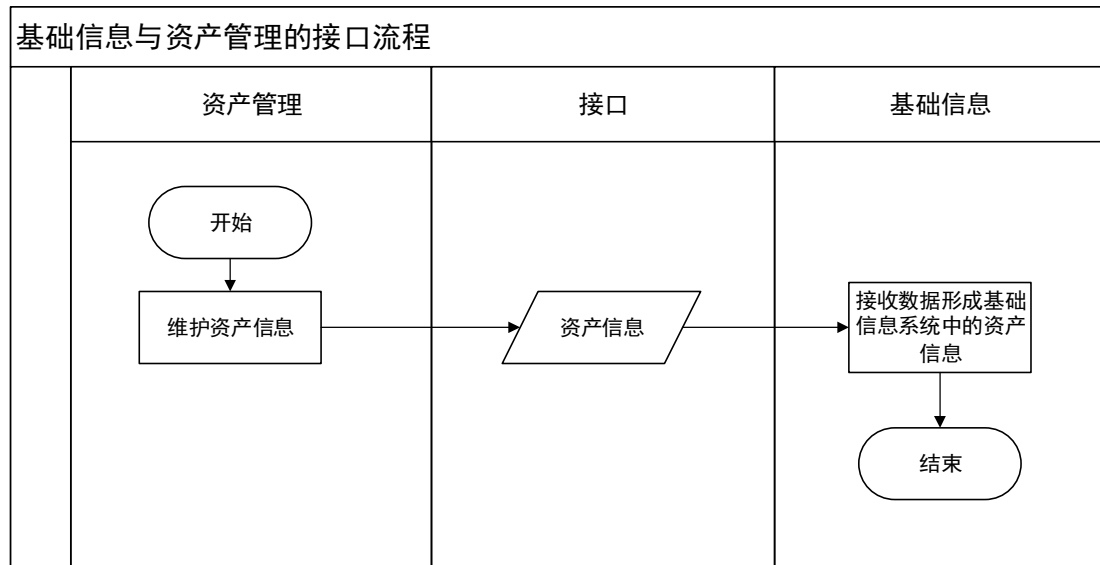 基础信息与资产管理的接口流程
资产管理
接口
基础信息
开始
维护资产信息
资产信息
接收数据形成基础
信息系统中的资产
信息
结束